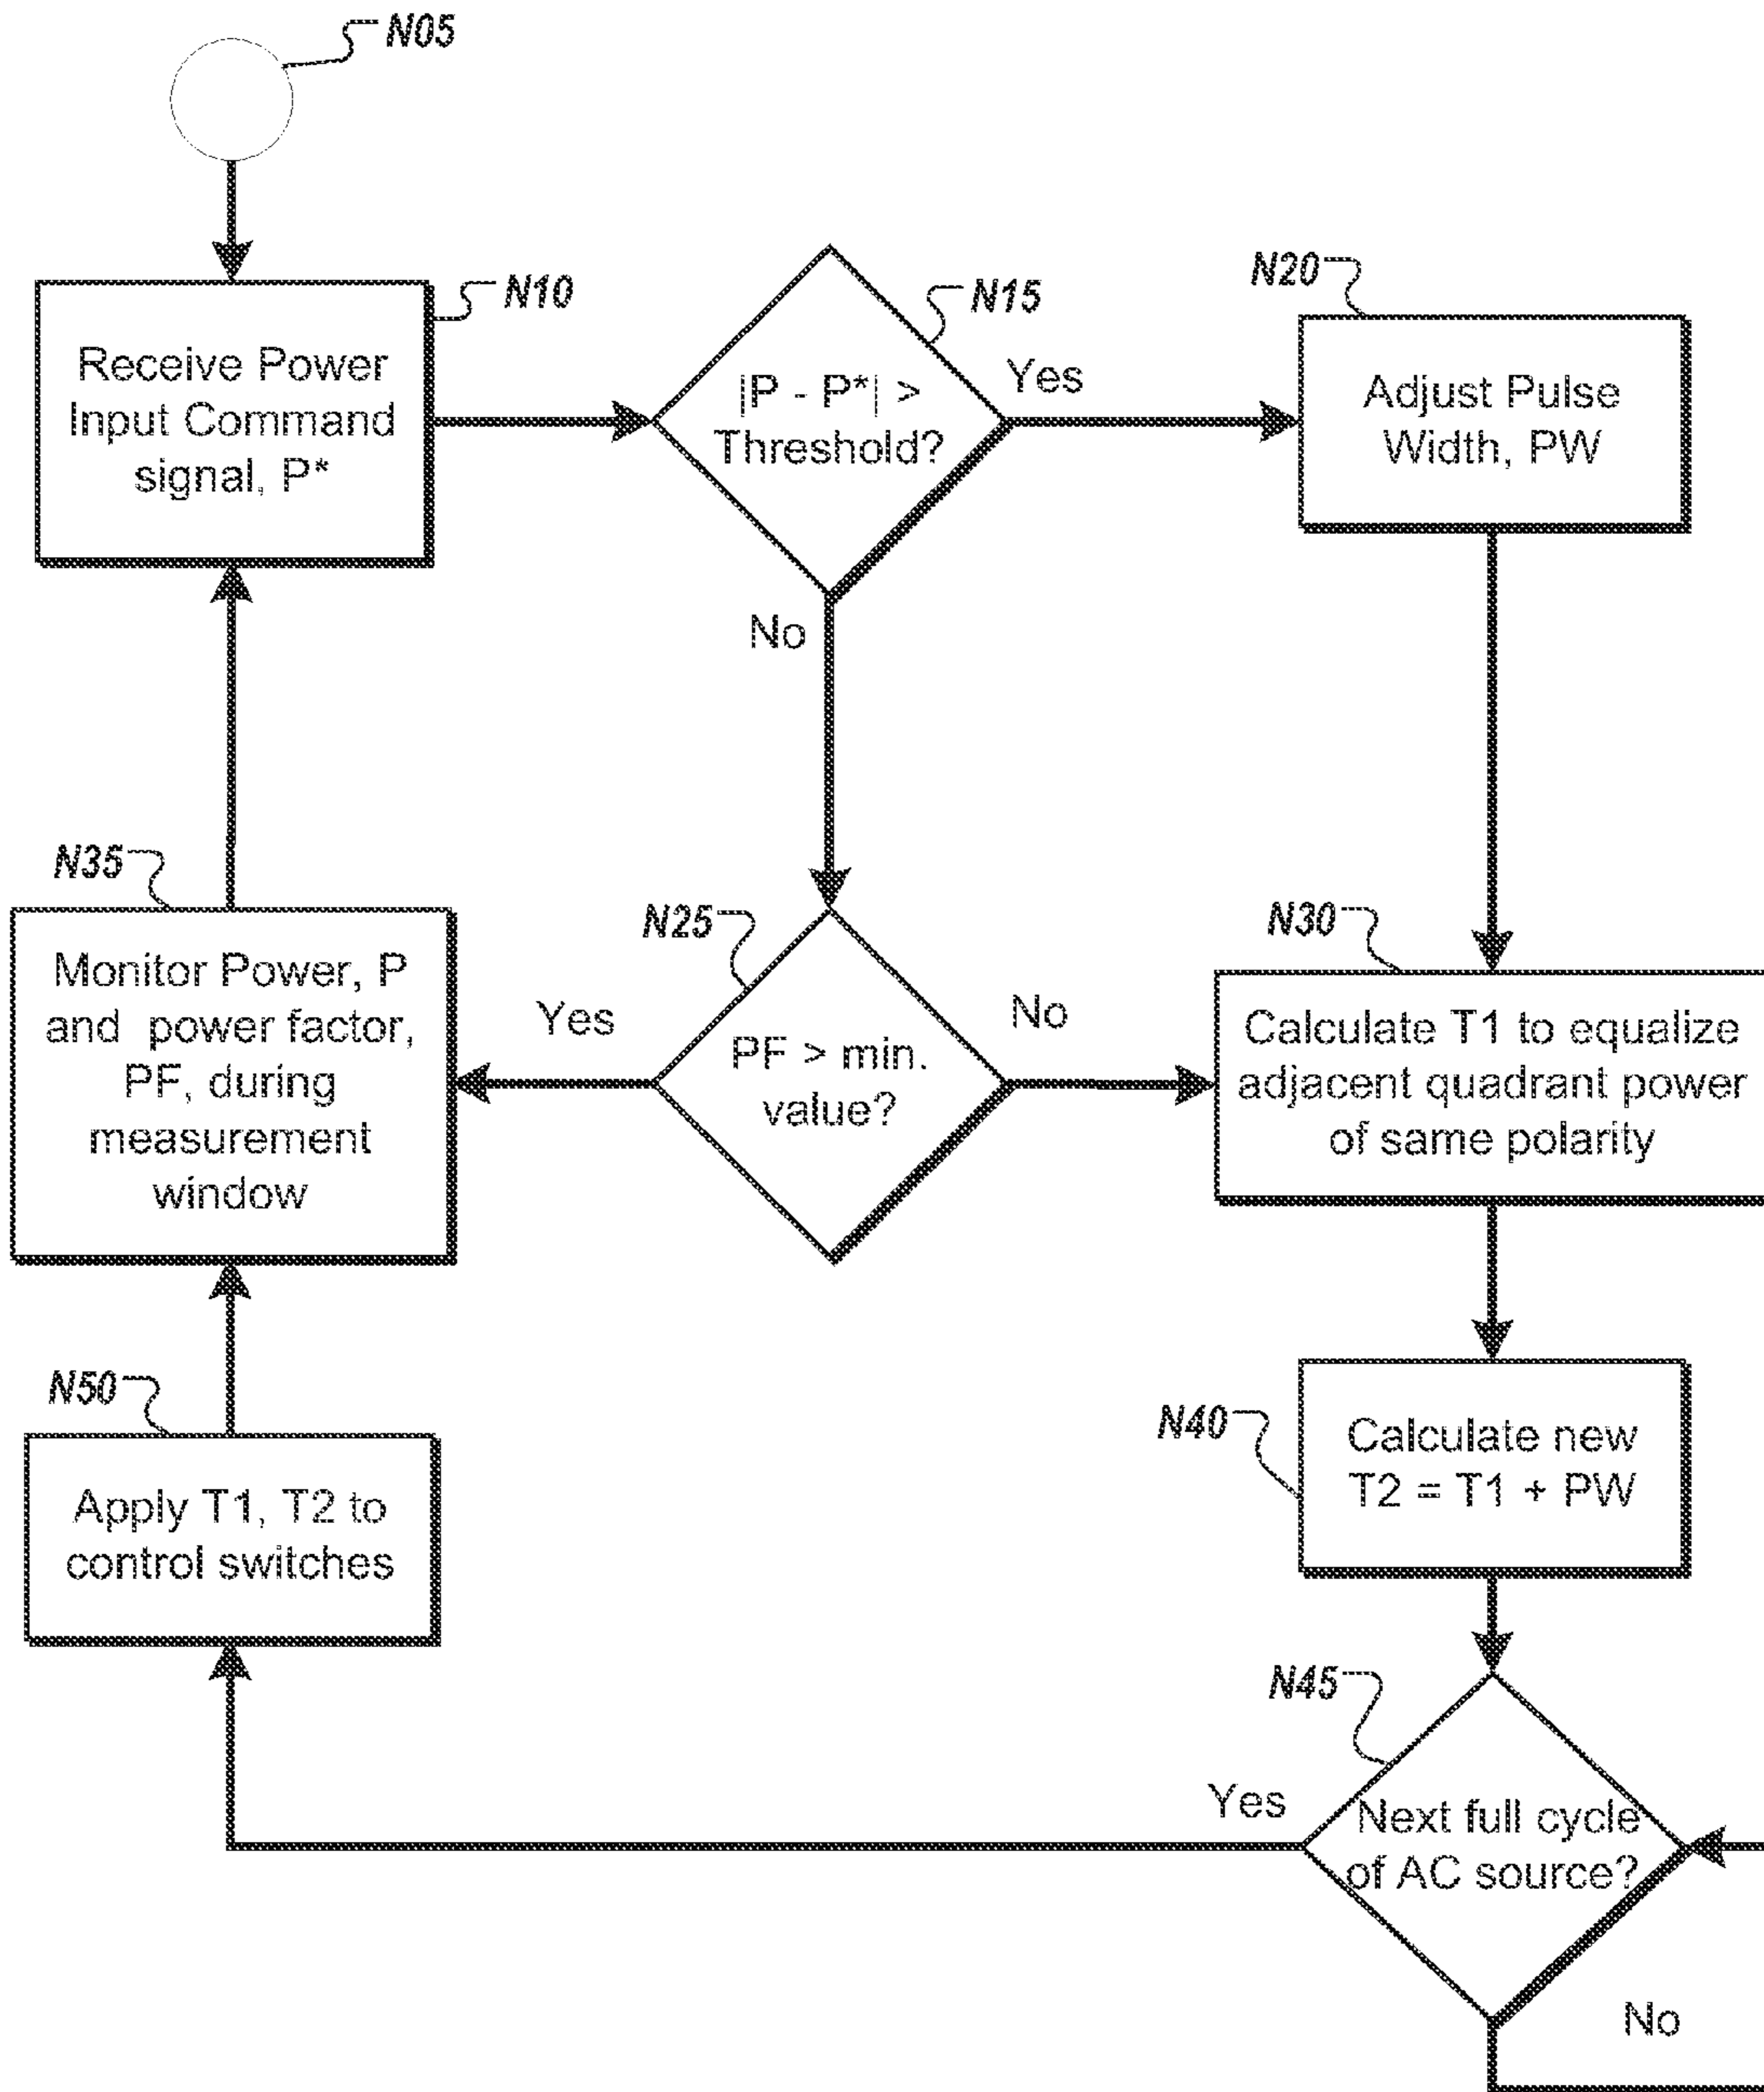 N05
N10
Receive Power
Input Command
signal, P*
N15
|P - P*| >
Threshold?
Yes
No
N20
Adjust Pulse
Width, PW
N35
Monitor Power, P
and power factor,
PF, during
measurement
window
N25
PF > min.
value?
Yes
No
N30
Calculate T1 to equalize
adjacent quadrant power
of same polarity
N50
Apply T1, T2 to
control switches
N40
Calculate new
T2 = T1 + PW
N45
Next full cycle
of AC source?
Yes
No